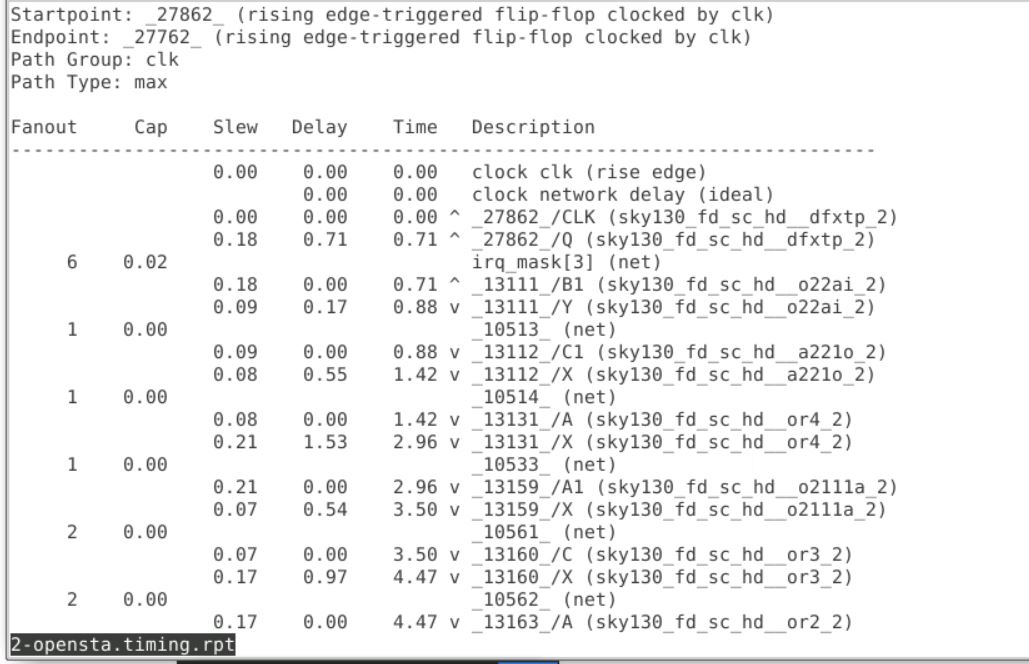 Startpoint: _27862_ (rising edge-triggered flip-flop clocked by clk)
Endpoint: _27762_ (rising edge-triggered flip-flop clocked by clk)
Path Group: clk
Path Type: max
Fanout     Cap    Slew   Delay    Time   Description
-----------------------------------------------------------------------------
                  0.00    0.00    0.00   clock clk (rise edge)
                          0.00    0.00   clock network delay (ideal)
                  0.00    0.00    0.00 ^ _27862_/CLK (sky130_fd_sc_hd__dfxtp_2)
                  0.18    0.71    0.71 ^ _27862_/Q (sky130_fd_sc_hd__dfxtp_2)
     6    0.02                           irq_mask[3] (net)
                  0.18    0.00    0.71 ^ _13111_/B1 (sky130_fd_sc_hd__o22ai_2)
                  0.09    0.17    0.88 v _13111_/Y (sky130_fd_sc_hd__o22ai_2)
     1    0.00                           _10513_ (net)
                  0.09    0.00    0.88 v _13112_/C1 (sky130_fd_sc_hd__a221o_2)
                  0.08    0.55    1.42 v _13112_/X (sky130_fd_sc_hd__a221o_2)
     1    0.00                           _10514_ (net)
                  0.08    0.00    1.42 v _13131_/A (sky130_fd_sc_hd__or4_2)
                  0.21    1.53    2.96 v _13131_/X (sky130_fd_sc_hd__or4_2)
     1    0.00                           _10533_ (net)
                  0.21    0.00    2.96 v _13159_/A1 (sky130_fd_sc_hd__o2111a_2)
                  0.07    0.54    3.50 v _13159_/X (sky130_fd_sc_hd__o2111a_2)
     2    0.00                           _10561_ (net)
                  0.07    0.00    3.50 v _13160_/C (sky130_fd_sc_hd__or3_2)
                  0.17    0.97    4.47 v _13160_/X (sky130_fd_sc_hd__or3_2)
     2    0.00                           _10562_ (net)
                  0.17    0.00    4.47 v _13163_/A (sky130_fd_sc_hd__or2_2)
2-opensta.timing.rpt